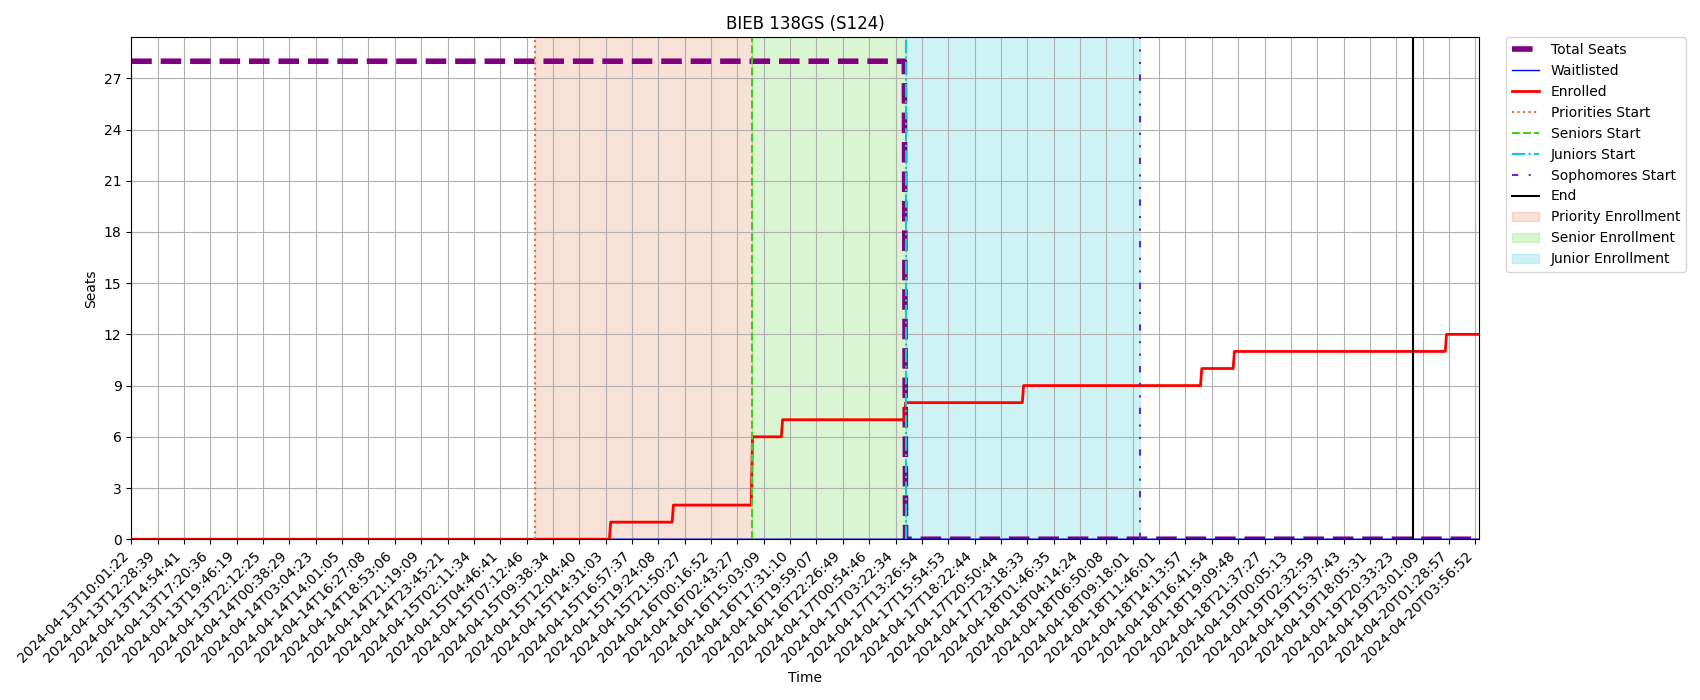 BIEB 138GS (S124)
Total Seats
Waitlisted
Enrolled
Priorities Start
Seniors Start
Juniors Start
Sophomores Start
End
Priority Enrollment
Senior Enrollment
Junior Enrollment
Seats
27
24
21
18
15
12
9
6
3
0
2024-04-13T10:01:22
2024-04-13T12:28:39
2024-04-13T14:54:41
2024-04-13T17:20:36
2024-04-13T19:46:19
2024-04-13T22:12:25
2024-04-14T00:38:29
2024-04-14T03:04:23
2024-04-14T14:01:05
2024-04-14T16:27:08
2024-04-14T18:53:06
2024-04-14T21:19:09
2024-04-14T23:45:21
2024-04-15T02:11:34
2024-04-15T04:46:41
2024-04-15T07:12:46
2024-04-15T09:38:34
2024-04-15T12:04:40
2024-04-15T14:31:03
2024-04-15T16:57:37
2024-04-15T19:24:08
2024-04-15T21:50:27
2024-04-16T00:16:52
2024-04-16T02:43:27
2024-04-16T15:03:09
2024-04-16T17:31:10
2024-04-16T19:59:07
2024-04-16T22:26:49
2024-04-17T00:54:46
2024-04-17T03:22:34
2024-04-17T13:26:54
2024-04-17T15:54:53
2024-04-17T18:22:44
2024-04-17T20:50:44
2024-04-17T23:18:33
2024-04-18T01:46:35
2024-04-18T04:14:24
2024-04-18T06:50:08
2024-04-18T09:18:01
2024-04-18T11:46:01
2024-04-18T14:13:57
2024-04-18T16:41:54
2024-04-18T19:09:48
2024-04-18T21:37:27
2024-04-19T00:05:13
2024-04-19T02:32:59
2024-04-19T15:37:43
2024-04-19T18:05:31
2024-04-19T20:33:23
2024-04-19T23:01:09
2024-04-20T01:28:57
2024-04-20T03:56:52
Time